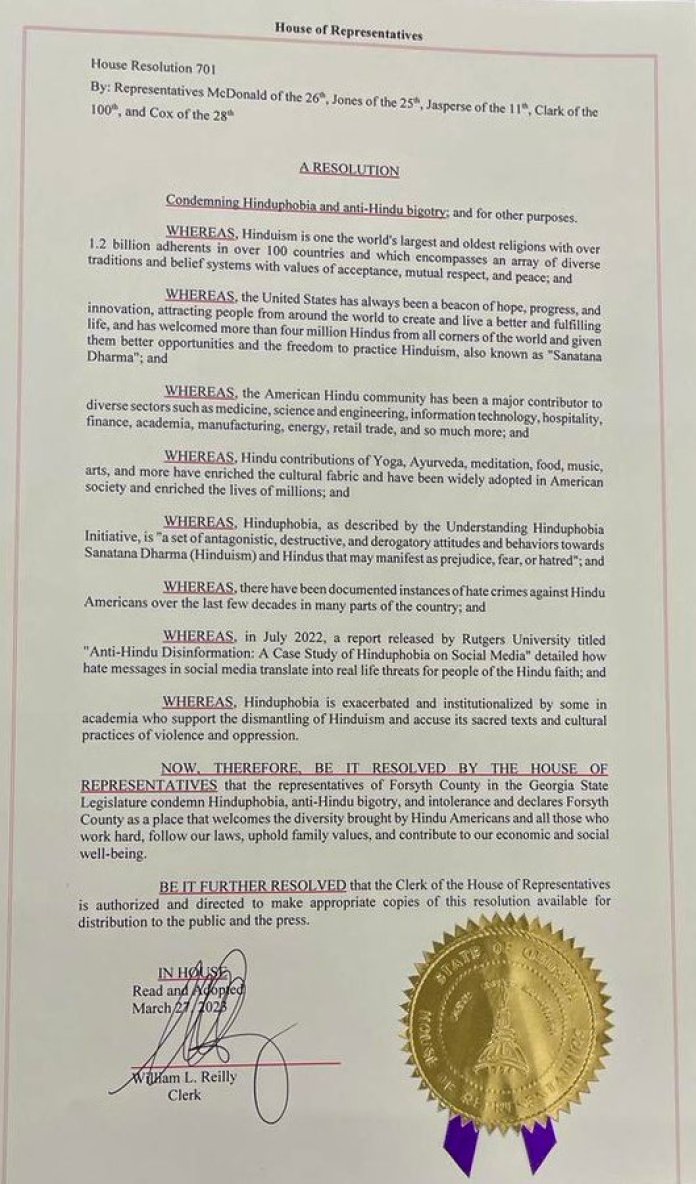 House of Representatives
House Resolution 701
By: Representatives McDonald of the 26th, Jones of the 25th, Jasperse of the 11th, Clark of the
100th, and Cox of the 28th
A RESOLUTION
Condemning Hinduphobia and anti-Hindu bigotry; and for other purposes.
WHEREAS, Hinduism is one the world's largest and oldest religions with over
1.2 billion adherents in over 100 countries and which encompasses an array of diverse
traditions and belief systems with values of acceptance, mutual respect, and peace; and
WHEREAS, the United States has always been a beacon of hope, progress, and
innovation, attracting people from around the world to create and live a better and fulfilling
life, and has welcomed more than four million Hindus from all corners of the world and given
them better opportunities and the freedom to practice Hinduism, also known as "Sanatana
Dharma"; and
WHEREAS, the American Hindu community has been a major contributor to
diverse sectors such as medicine, science and engineering, information technology, hospitality,
finance, academia, manufacturing, energy, retail trade, and so much more; and
WHEREAS, Hindu contributions of Yoga, Ayurveda, meditation, food, music,
arts, and more have enriched the cultural fabric and have been widely adopted in American
society and enriched the lives of millions; and
WHEREAS, Hinduphobia, as described by the Understanding Hinduphobia
Initiative, is "a set of antagonistic, destructive, and derogatory attitudes and behaviors towards
Sanatana Dharma (Hinduism) and Hindus that may manifest as prejudice, fear, or hatred"; and
WHEREAS, there have been documented instances of hate crimes against Hindu
Americans over the last few decades in many parts of the country; and
WHEREAS, in July 2022, a report released by Rutgers University titled
"Anti-Hindu Disinformation: A Case Study of Hinduphobia on Social Media" detailed how
hate messages in social media translate into real life threats for people of the Hindu faith; and
WHEREAS, Hinduphobia is exacerbated and institutionalized by some in
academia who support the dismantling of Hinduism and accuse its sacred texts and cultural
practices of violence and oppression.
NOW, THEREFORE, BE IT RESOLVED BY THE HOUSE OF
REPRESENTATIVES that the representatives of Forsyth County in the Georgia State
Legislature condemn Hinduphobia, anti-Hindu bigotry, and intolerance and declares Forsyth
County as a place that welcomes the diversity brought by Hindu Americans and all those who
work hard, follow our laws, uphold family values, and contribute to our economic and social
well-being.
BE IT FURTHER RESOLVED that the Clerk of the House of Representatives
is authorized and directed to make appropriate copies of this resolution available for
distribution to the public and the press.
IN HOUSE
Read and Adopted
March 27, 2023
William L. Reilly
Clerk
STATE OF GEORGIA
HOUSE OF REPRESENTATIVES
1776